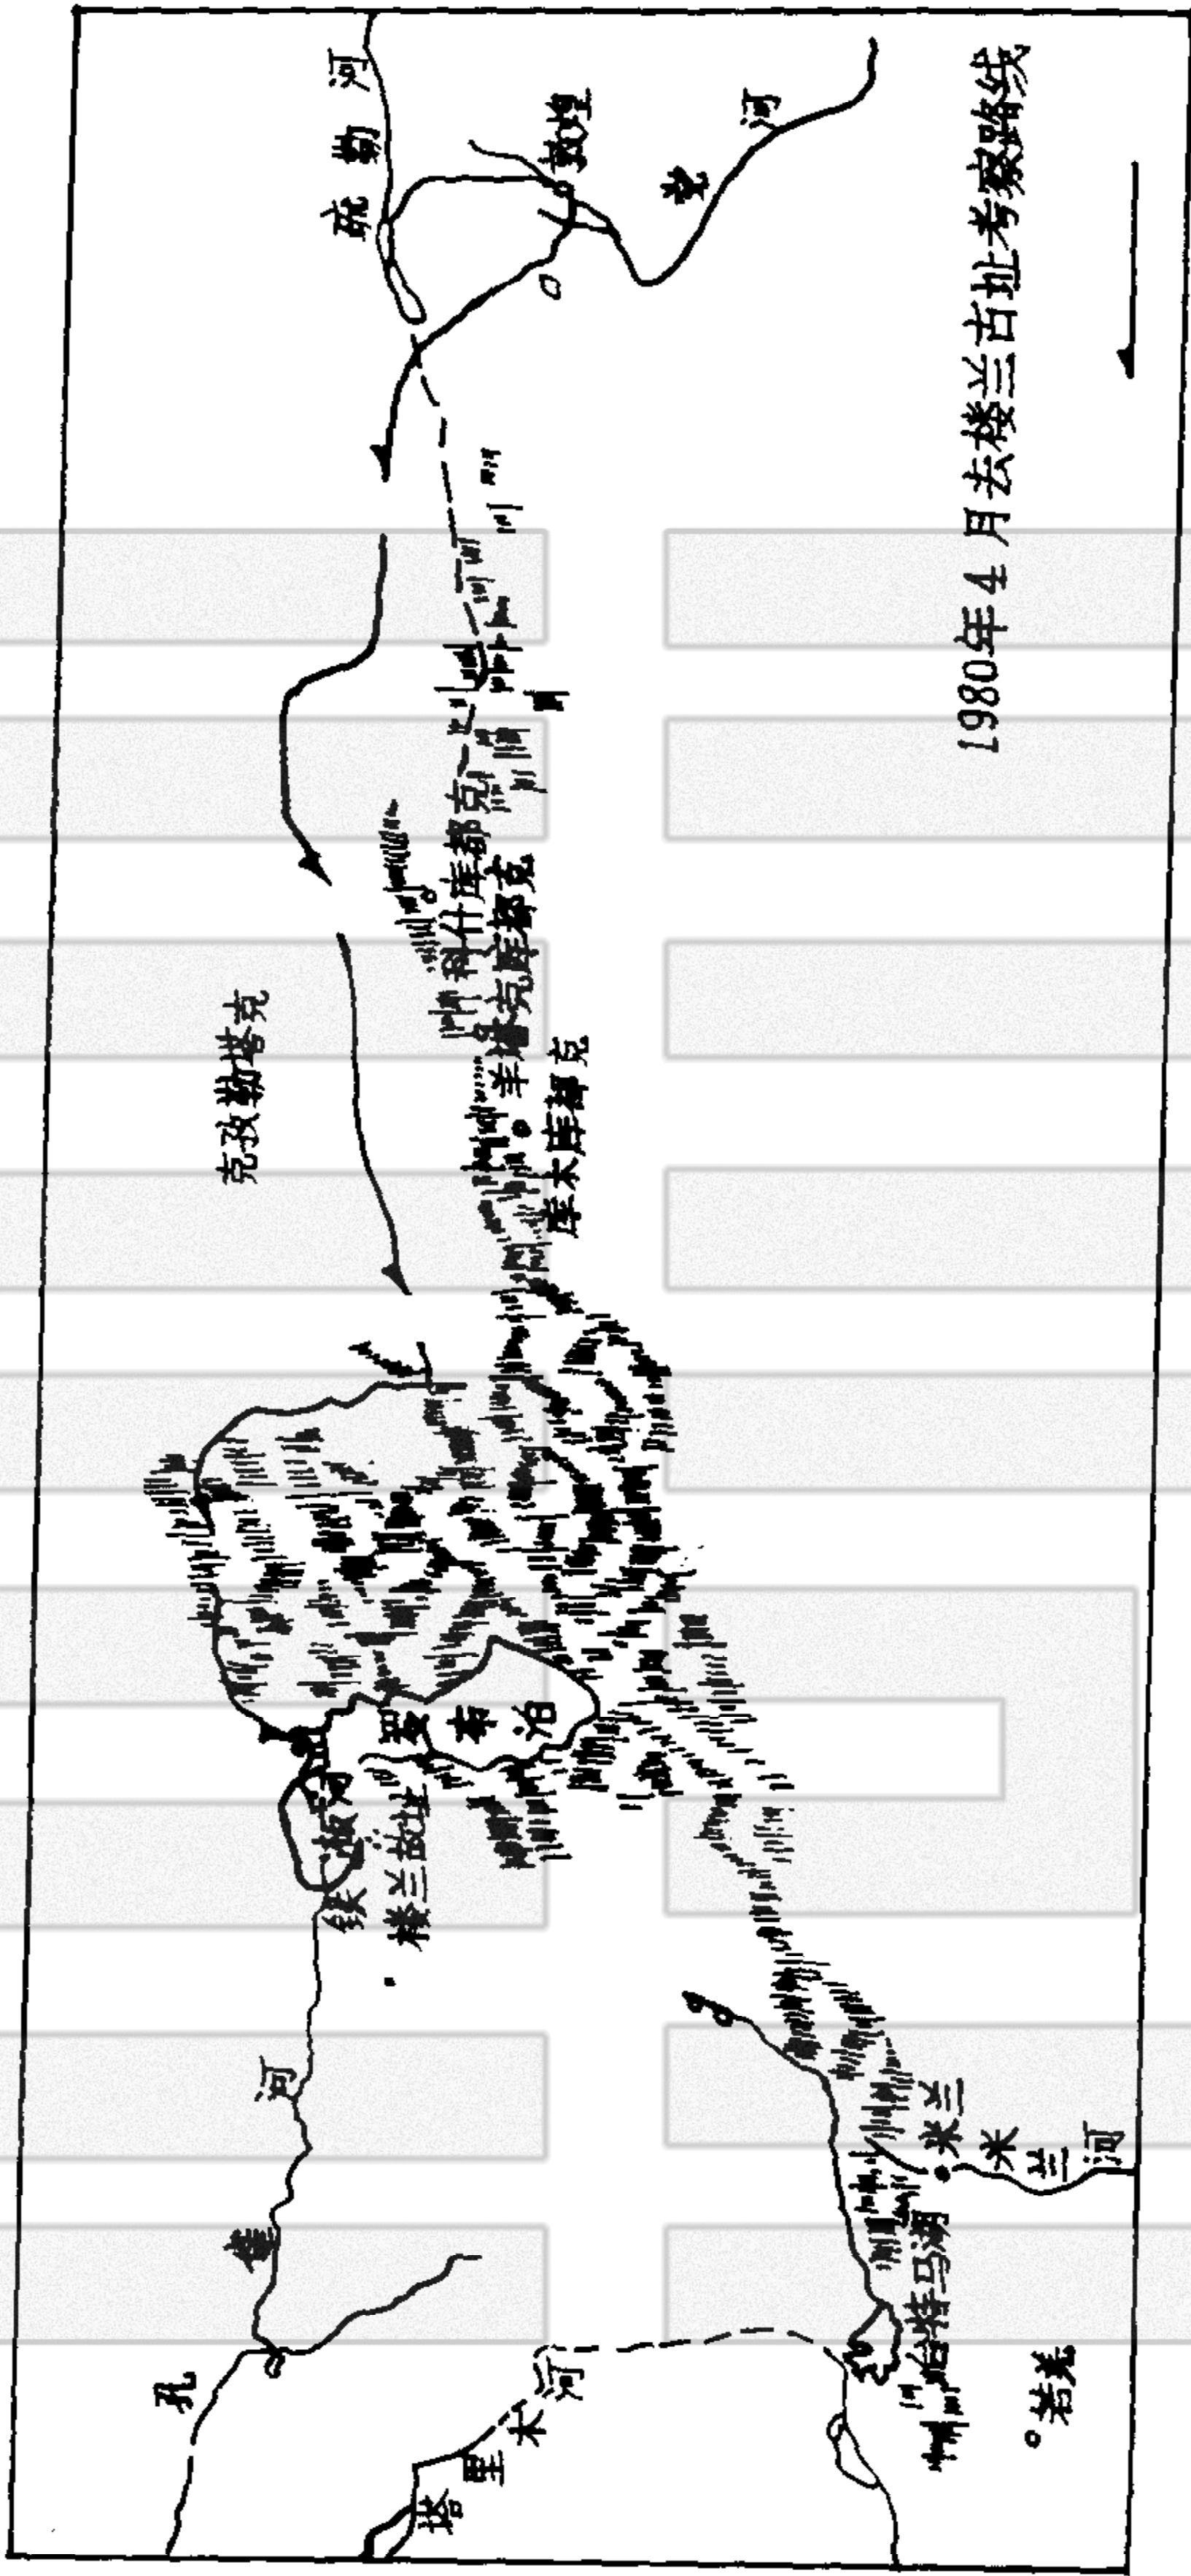 孔雀河
塔里木河
铁板河
楼兰故址
罗布泊
克孜勒塔克
科什库都克
羊塔克库都克
库木库都克
疏勒河
敦煌
党河
台特马湖
米兰
米兰河
若羌
1980年4月去楼兰古址考察路线